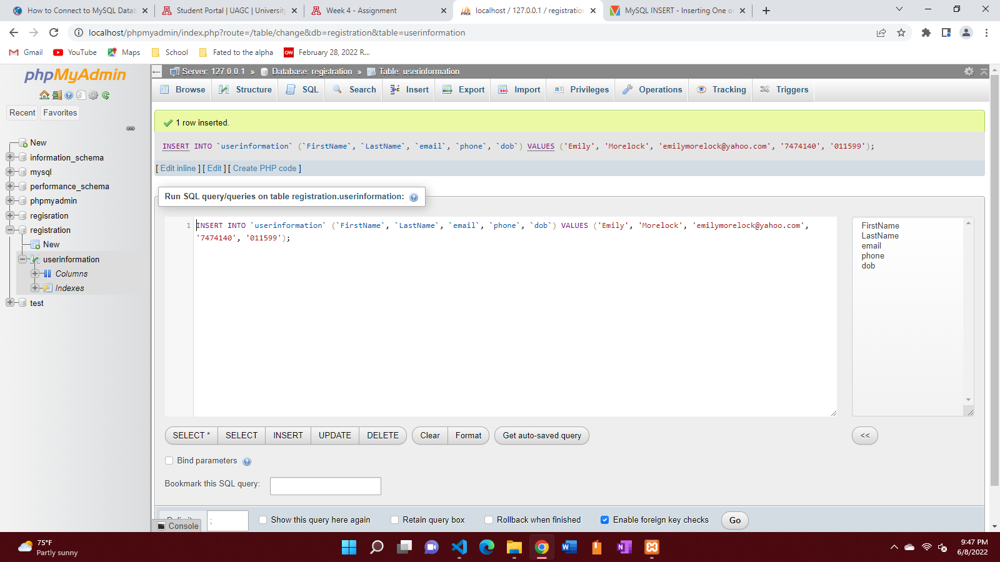 How to Connect to MySQL Datab
Student Portal | UAGC | University
Week 4 - Assignment
localhost / 127.0.0.1 / registration
MySQL INSERT - Inserting One o
localhost/phpmyadmin/index.php?route=/table/change&db=registration&table=userinformation
Gmail YouTube Maps School Fated to the alpha CNN February 28, 2022 R...
phpMyAdmin
Recent Favorites
New
information_schema
mysql
performance_schema
phpmyadmin
regisration
registration
New
userinformation
Columns
Indexes
test
Server: 127.0.0.1 » Database: registration » Table: userinformation
Browse Structure SQL Search Insert Export Import Privileges Operations Tracking Triggers
1 row inserted.
INSERT INTO `userinformation` (`FirstName`, `LastName`, `email`, `phone`, `dob`) VALUES ('Emily', 'Morelock', 'emilymorelock@yahoo.com', '7474140', '011599');
[ Edit inline ] [ Edit ] [ Create PHP code ]
Run SQL query/queries on table registration.userinformation:
1 INSERT INTO `userinformation` (`FirstName`, `LastName`, `email`, `phone`, `dob`) VALUES ('Emily', 'Morelock', 'emilymorelock@yahoo.com',
'7474140', '011599');
FirstName
LastName
email
phone
dob
SELECT * SELECT INSERT UPDATE DELETE Clear Format Get auto-saved query <<
Bind parameters
Bookmark this SQL query:
; Show this query here again Retain query box Rollback when finished Enable foreign key checks Go
Console
75°F
Partly sunny
9:47 PM
6/8/2022